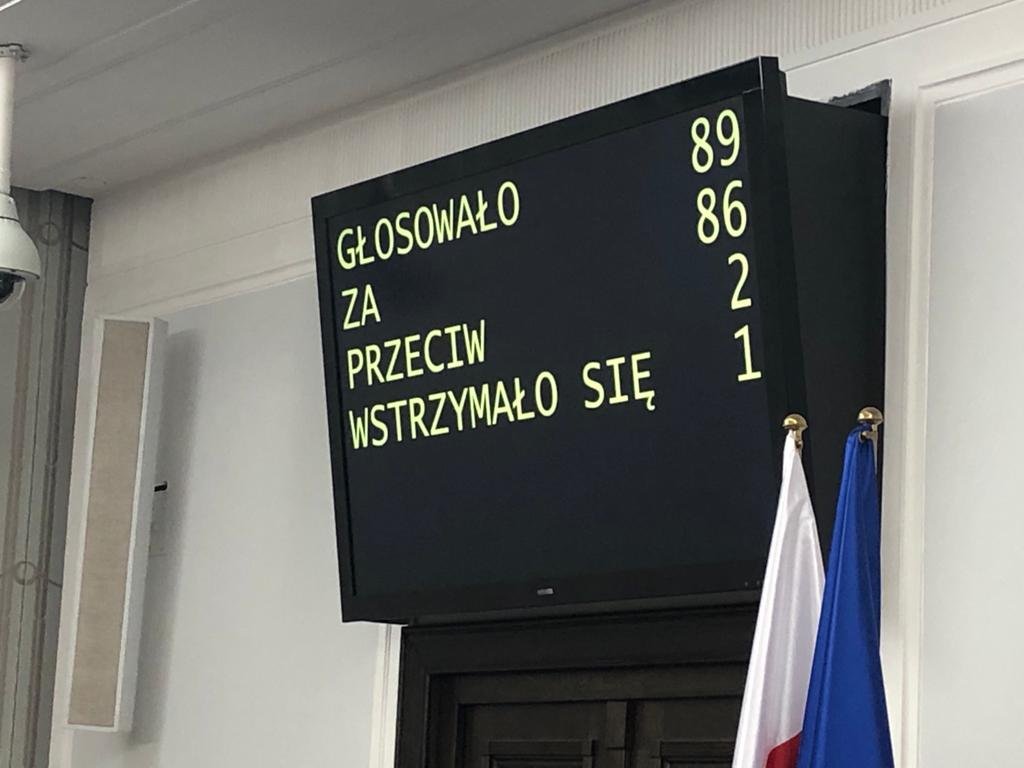 GŁOSOWAŁO 89
ZA 86
PRZECIW 2
WSTRZYMAŁO SIĘ 1